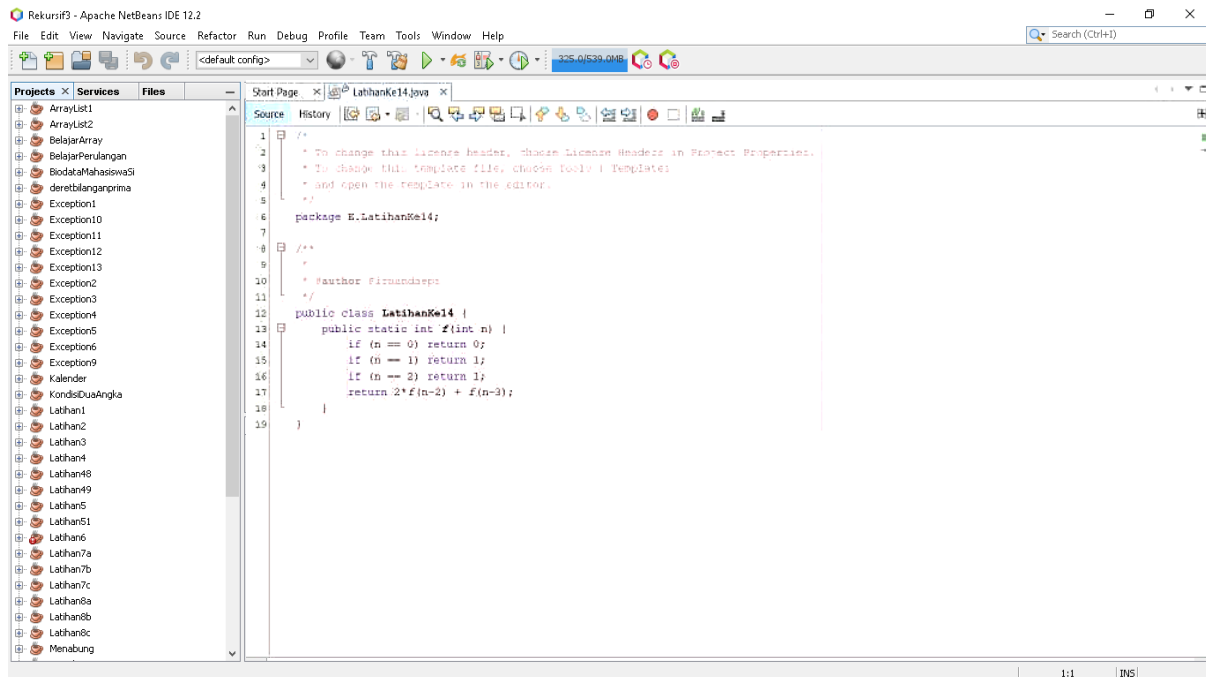 Rekursif3 - Apache NetBeans IDE 12.2
File Edit View Navigate Source Refactor Run Debug Profile Team Tools Window Help
Search (Ctrl+I)
<default config>
325.0/539.0MB
Projects Services Files
Start Page LatihanKe14.java
Source History
ArrayList1
ArrayList2
BelajarArray
BelajarPerulangan
BiodataMahasiswaSi
deretbilanganprima
Exception1
Exception10
Exception11
Exception12
Exception13
Exception2
Exception3
Exception4
Exception5
Exception6
Exception9
Kalender
KondisiDuaAngka
Latihan1
Latihan2
Latihan3
Latihan4
Latihan48
Latihan49
Latihan5
Latihan51
Latihan6
Latihan7a
Latihan7b
Latihan7c
Latihan8a
Latihan8b
Latihan8c
Menabung
1 /*
2 * To change this license header, choose License Headers in Project Properties.
3 * To change this template file, choose Tools | Templates
4 * and open the template in the editor.
5 */
6 package E.LatihanKe14;
7
8 /**
9 *
10 * @author
11 */
12 public class LatihanKe14 {
13 public static int f(int n) {
14 if (n == 0) return 0;
15 if (n == 1) return 1;
16 if (n == 2) return 1;
17 return 2*f(n-2) + f(n-3);
18 }
19 }
1:1 INS